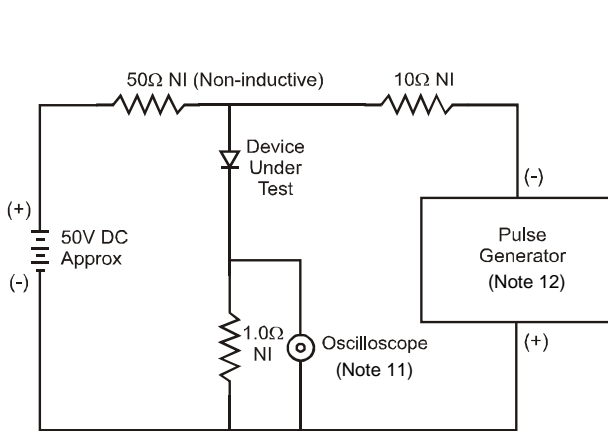 50Ω NI (Non-inductive)
10Ω NI
Device
Under
Test
(-)
(+)
50V DC
Approx
(-)
Pulse
Generator
(Note 12)
1.0Ω
NI
Oscilloscope
(Note 11)
(+)